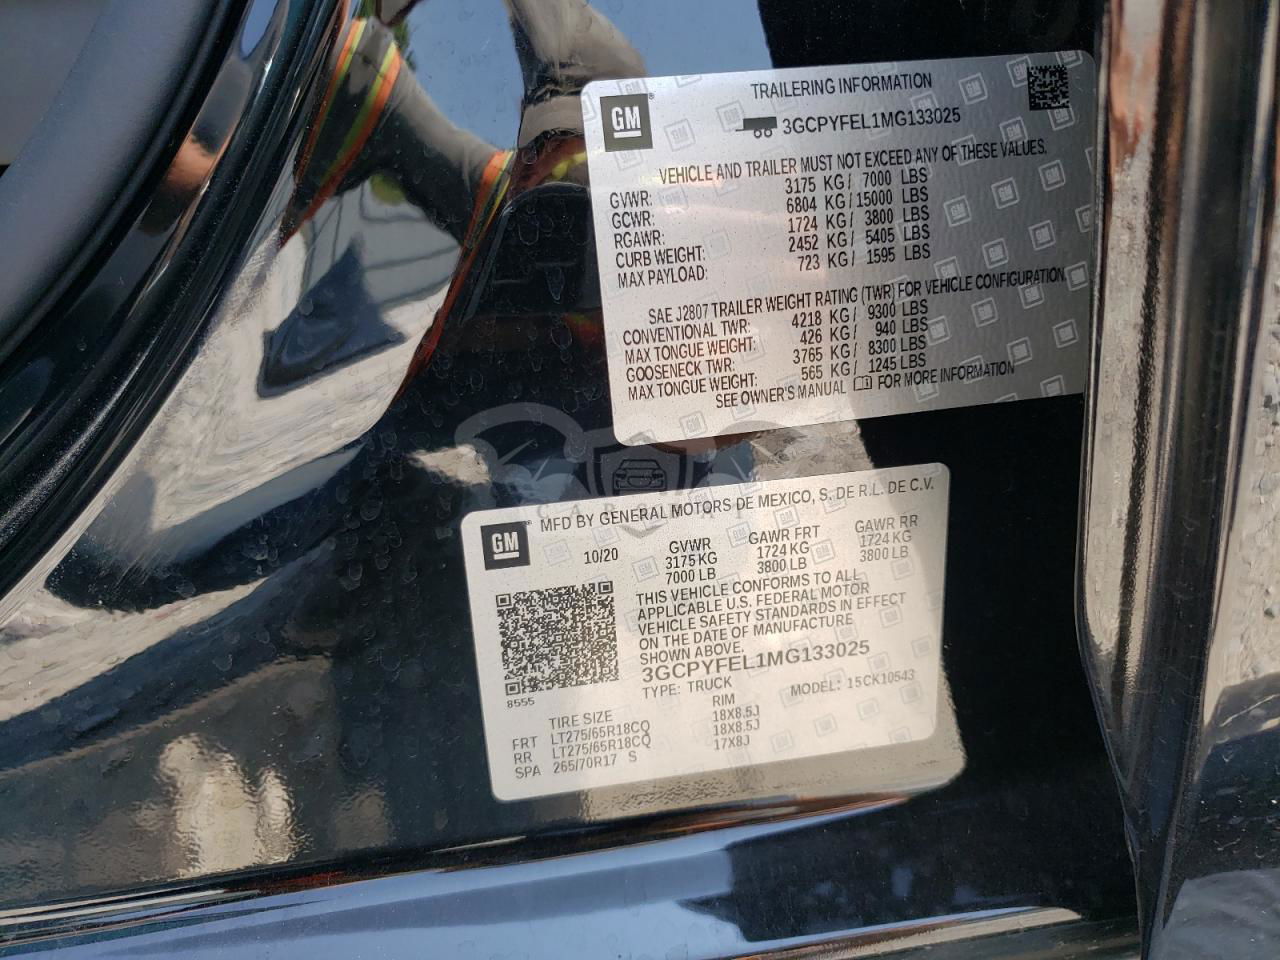 TRAILERING INFORMATION
GM
3GCPYFEL1MG133025
VEHICLE AND TRAILER MUST NOT EXCEED ANY OF THESE VALUES.
GVWR: 3175 KG/ 7000 LBS
GCWR: 6804 KG/15000 LBS
RGAWR: 1724 KG/ 3800 LBS
CURB WEIGHT: 2452 KG/ 5405 LBS
MAX PAYLOAD: 723 KG/ 1595 LBS
SAE J2807 TRAILER WEIGHT RATING (TWR) FOR VEHICLE CONFIGURATION.
CONVENTIONAL TWR: 4218 KG/ 9300 LBS
MAX TONGUE WEIGHT: 426 KG/ 940 LBS
GOOSENECK TWR: 3765 KG/ 8300 LBS
MAX TONGUE WEIGHT: 565 KG/ 1245 LBS
SEE OWNER'S MANUAL FOR MORE INFORMATION
GM
MFD BY GENERAL MOTORS DE MEXICO, S. DE R.L. DE C.V.
10/20 GVWR GAWR FRT GAWR RR
3175 KG 1724 KG 1724 KG
7000 LB 3800 LB 3800 LB
THIS VEHICLE CONFORMS TO ALL
APPLICABLE U.S. FEDERAL MOTOR
VEHICLE SAFETY STANDARDS IN EFFECT
ON THE DATE OF MANUFACTURE
SHOWN ABOVE.
3GCPYFEL1MG133025
8555 TYPE: TRUCK MODEL: 15CK10543
TIRE SIZE RIM
FRT LT275/65R18CQ 18X8.5J
RR LT275/65R18CQ 18X8.5J
SPA 265/70R17 S 17X8J